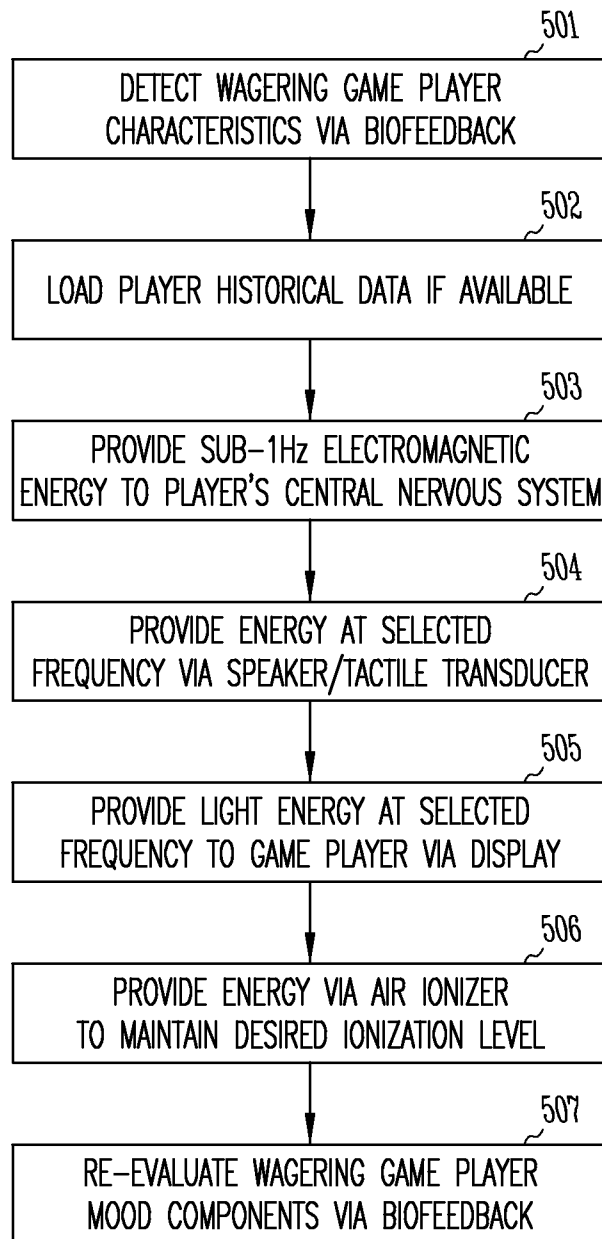 501
DETECT WAGERING GAME PLAYER
CHARACTERISTICS VIA BIOFEEDBACK
502
LOAD PLAYER HISTORICAL DATA IF AVAILABLE
503
PROVIDE SUB-1Hz ELECTROMAGNETIC
ENERGY TO PLAYER'S CENTRAL NERVOUS SYSTEM
504
PROVIDE ENERGY AT SELECTED
FREQUENCY VIA SPEAKER/TACTILE TRANSDUCER
505
PROVIDE LIGHT ENERGY AT SELECTED
FREQUENCY TO GAME PLAYER VIA DISPLAY
506
PROVIDE ENERGY VIA AIR IONIZER
TO MAINTAIN DESIRED IONIZATION LEVEL
507
RE-EVALUATE WAGERING GAME PLAYER
MOOD COMPONENTS VIA BIOFEEDBACK